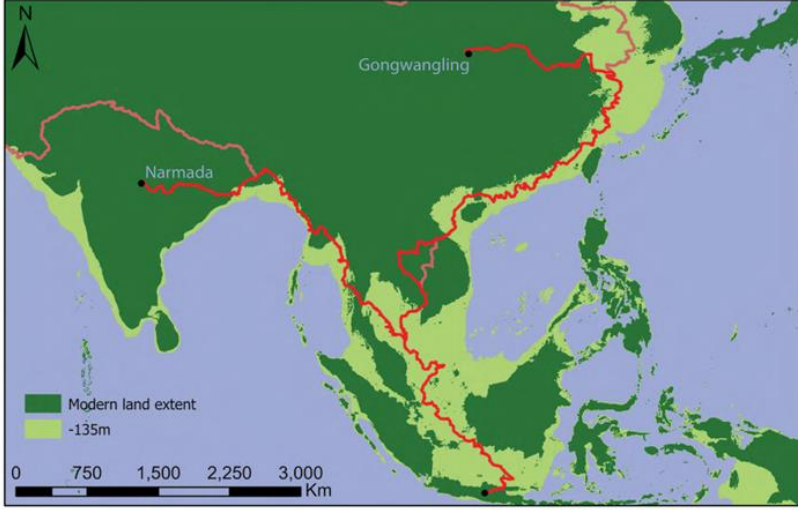 N
Gongwangling
Narmada
Modern land extent
-135m
0 750 1,500 2,250 3,000
Km